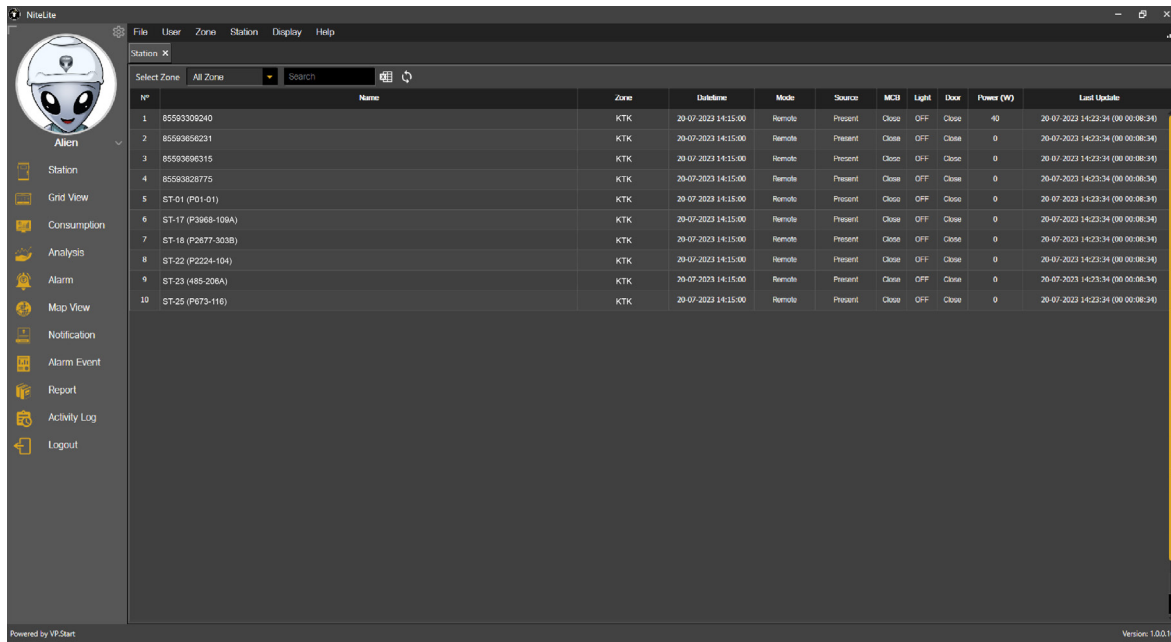 NiteLite
File User Zone Station Display Help
Station ×
Select Zone All Zone Search
Nº Name Zone Datetime Mode Source MCB Light Door Power (W) Last Update
1 85593309240 KTK 20-07-2023 14:15:00 Remote Present Close OFF Close 40 20-07-2023 14:23:34 (00 00:08:34)
2 85593656231 KTK 20-07-2023 14:15:00 Remote Present Close OFF Close 0 20-07-2023 14:23:34 (00 00:08:34)
3 85593696315 KTK 20-07-2023 14:15:00 Remote Present Close OFF Close 0 20-07-2023 14:23:34 (00 00:08:34)
4 85593828775 KTK 20-07-2023 14:15:00 Remote Present Close OFF Close 0 20-07-2023 14:23:34 (00 00:08:34)
5 ST-01 (P01-01) KTK 20-07-2023 14:15:00 Remote Present Close OFF Close 0 20-07-2023 14:23:34 (00 00:08:34)
6 ST-17 (P3968-109A) KTK 20-07-2023 14:15:00 Remote Present Close OFF Close 0 20-07-2023 14:23:34 (00 00:08:34)
7 ST-18 (P2677-303B) KTK 20-07-2023 14:15:00 Remote Present Close OFF Close 0 20-07-2023 14:23:34 (00 00:08:34)
8 ST-22 (P2224-104) KTK 20-07-2023 14:15:00 Remote Present Close OFF Close 0 20-07-2023 14:23:34 (00 00:08:34)
9 ST-23 (485-206A) KTK 20-07-2023 14:15:00 Remote Present Close OFF Close 0 20-07-2023 14:23:34 (00 00:08:34)
10 ST-25 (P673-116) KTK 20-07-2023 14:15:00 Remote Present Close OFF Close 0 20-07-2023 14:23:34 (00 00:08:34)
Alien
Station
Grid View
Consumption
Analysis
Alarm
Map View
Notification
Alarm Event
Report
Activity Log
Logout
Powered by VP.Start
Version: 1.0.0.1